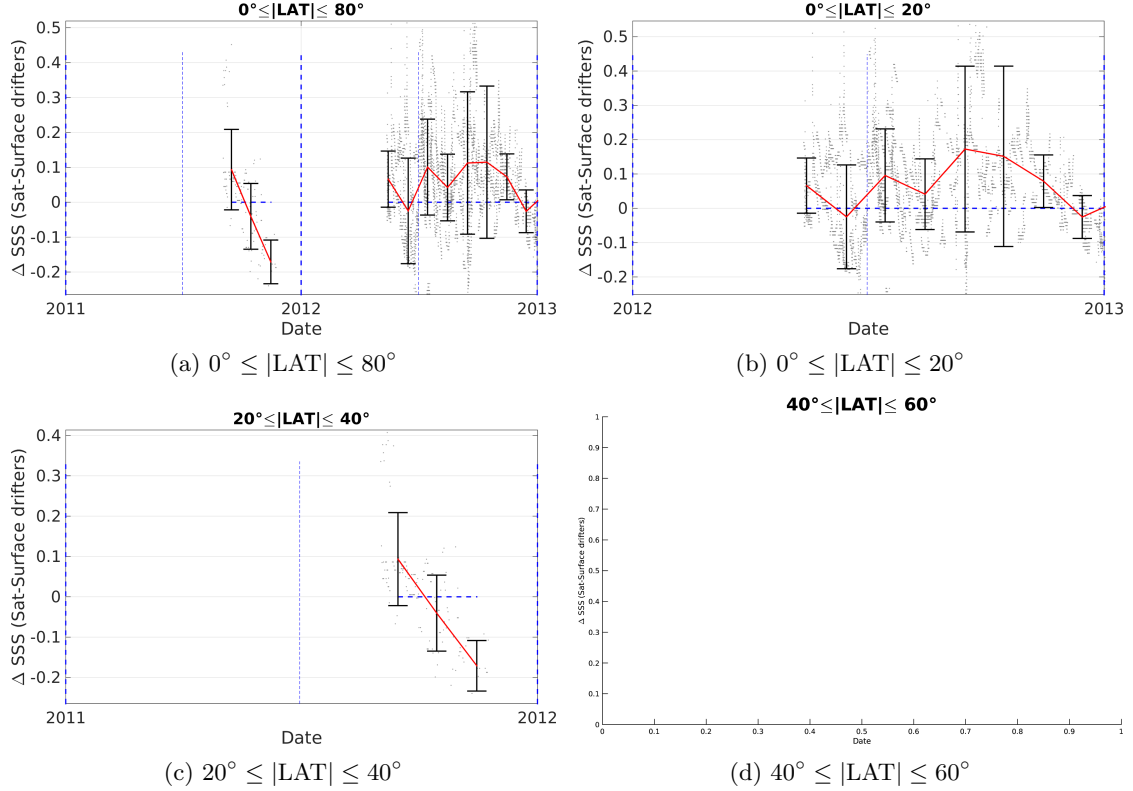 0°≤|LAT|≤ 80°
Δ SSS (Sat-Surface drifters)
0.5
0.4
0.3
0.2
0.1
0
-0.1
-0.2
2011 2012 2013
Date
(a) 0° ≤ |LAT| ≤ 80°
0°≤|LAT|≤ 20°
Δ SSS (Sat-Surface drifters)
0.5
0.4
0.3
0.2
0.1
0
-0.1
-0.2
2012 2013
Date
(b) 0° ≤ |LAT| ≤ 20°
20°≤|LAT|≤ 40°
Δ SSS (Sat-Surface drifters)
0.4
0.3
0.2
0.1
0
-0.1
-0.2
2011 2012
Date
(c) 20° ≤ |LAT| ≤ 40°
40°≤|LAT|≤ 60°
Δ SSS (Sat-Surface drifters)
1
0.9
0.8
0.7
0.6
0.5
0.4
0.3
0.2
0.1
0
0 0.1 0.2 0.3 0.4 0.5 0.6 0.7 0.8 0.9 1
Date
(d) 40° ≤ |LAT| ≤ 60°